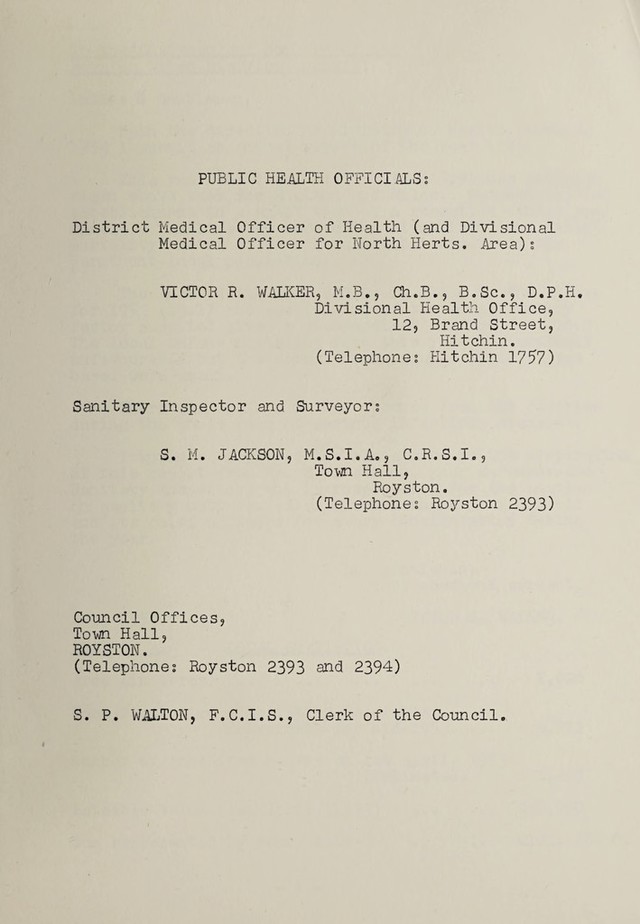 PUBLIC HEALTH OFFICIALS:
District Medical Officer of Health (and Divisional
Medical Officer for North Herts. Area):
VICTOR R. WALKER, M.B., Ch.B., B.Sc., D.P.H.
Divisional Health Office,
12, Brand Street,
Hitchin.
(Telephone: Hitchin 1757)
Sanitary Inspector and Surveyor:
S. M. JACKSON, M.S.I.A., C.R.S.I.,
Town Hall,
Royston.
(Telephone: Royston 2393)
Council Offices,
Town Hall,
ROYSTON.
(Telephone: Royston 2393 and 2394)
S. P. WALTON, F.C.I.S., Clerk of the Council.